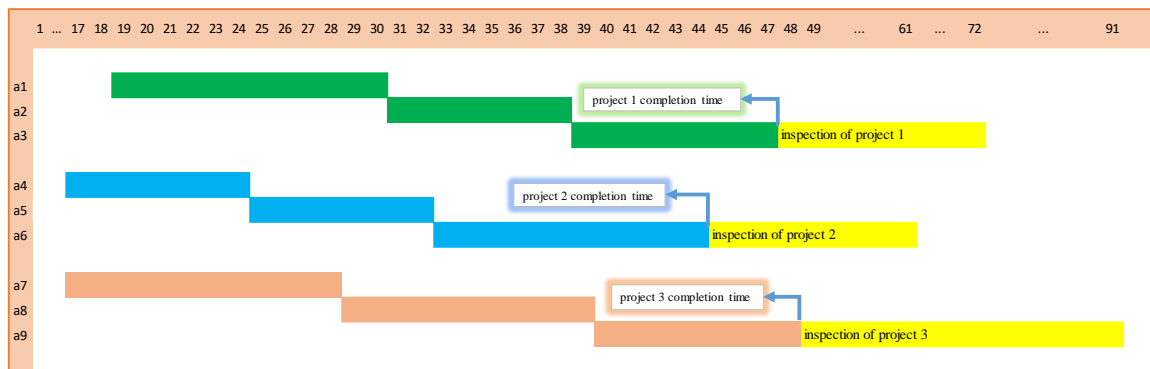 1 ... 17 18 19 20 21 22 23 24 25 26 27 28 29 30 31 32 33 34 35 36 37 38 39 40 41 42 43 44 45 46 47 48 49 ... 61 ... 72 ... 91
a1
project 1 completion time
a2
a3 inspection of project 1
a4
project 2 completion time
a5
a6 inspection of project 2
a7
project 3 completion time
a8
a9 inspection of project 3